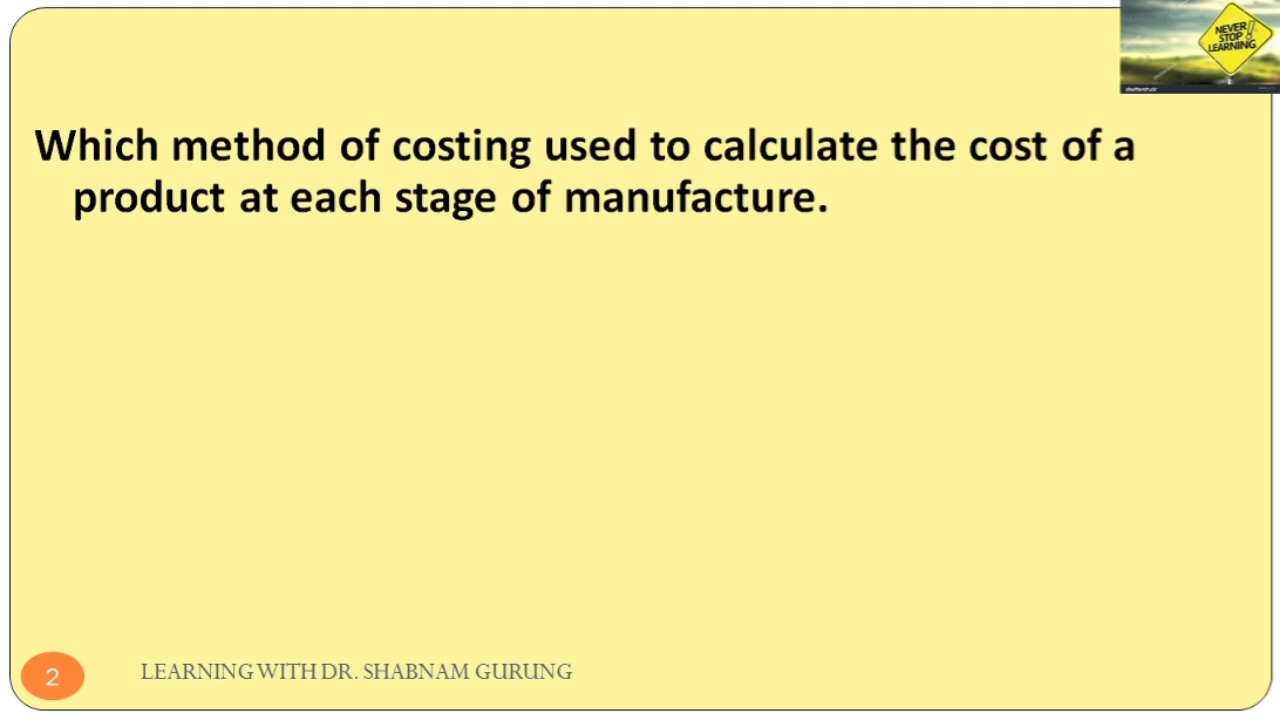 NEVER
STOP !
LEARNING
shutterstock
Which method of costing used to calculate the cost of a
product at each stage of manufacture.
2
LEARNING WITH DR. SHABNAM GURUNG